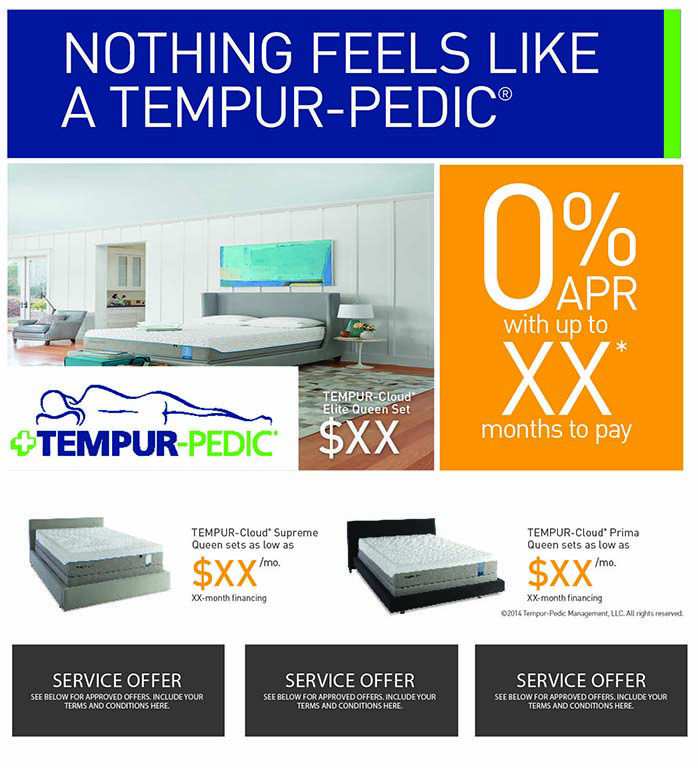 NOTHING FEELS LIKE
A TEMPUR-PEDIC®
0%
APR
with up to
XX*
months to pay
TEMPUR-Cloud®
Elite Queen Set
$XX
TEMPUR-PEDIC®
TEMPUR-Cloud® Supreme
Queen sets as low as
$XX/mo.
XX-month financing
TEMPUR-Cloud® Prima
Queen sets as low as
$XX/mo.
XX-month financing
©2014 Tempur-Pedic Management, LLC. All rights reserved.
SERVICE OFFER
SEE BELOW FOR APPROVED OFFERS. INCLUDE YOUR
TERMS AND CONDITIONS HERE.
SERVICE OFFER
SEE BELOW FOR APPROVED OFFERS. INCLUDE YOUR
TERMS AND CONDITIONS HERE.
SERVICE OFFER
SEE BELOW FOR APPROVED OFFERS. INCLUDE YOUR
TERMS AND CONDITIONS HERE.